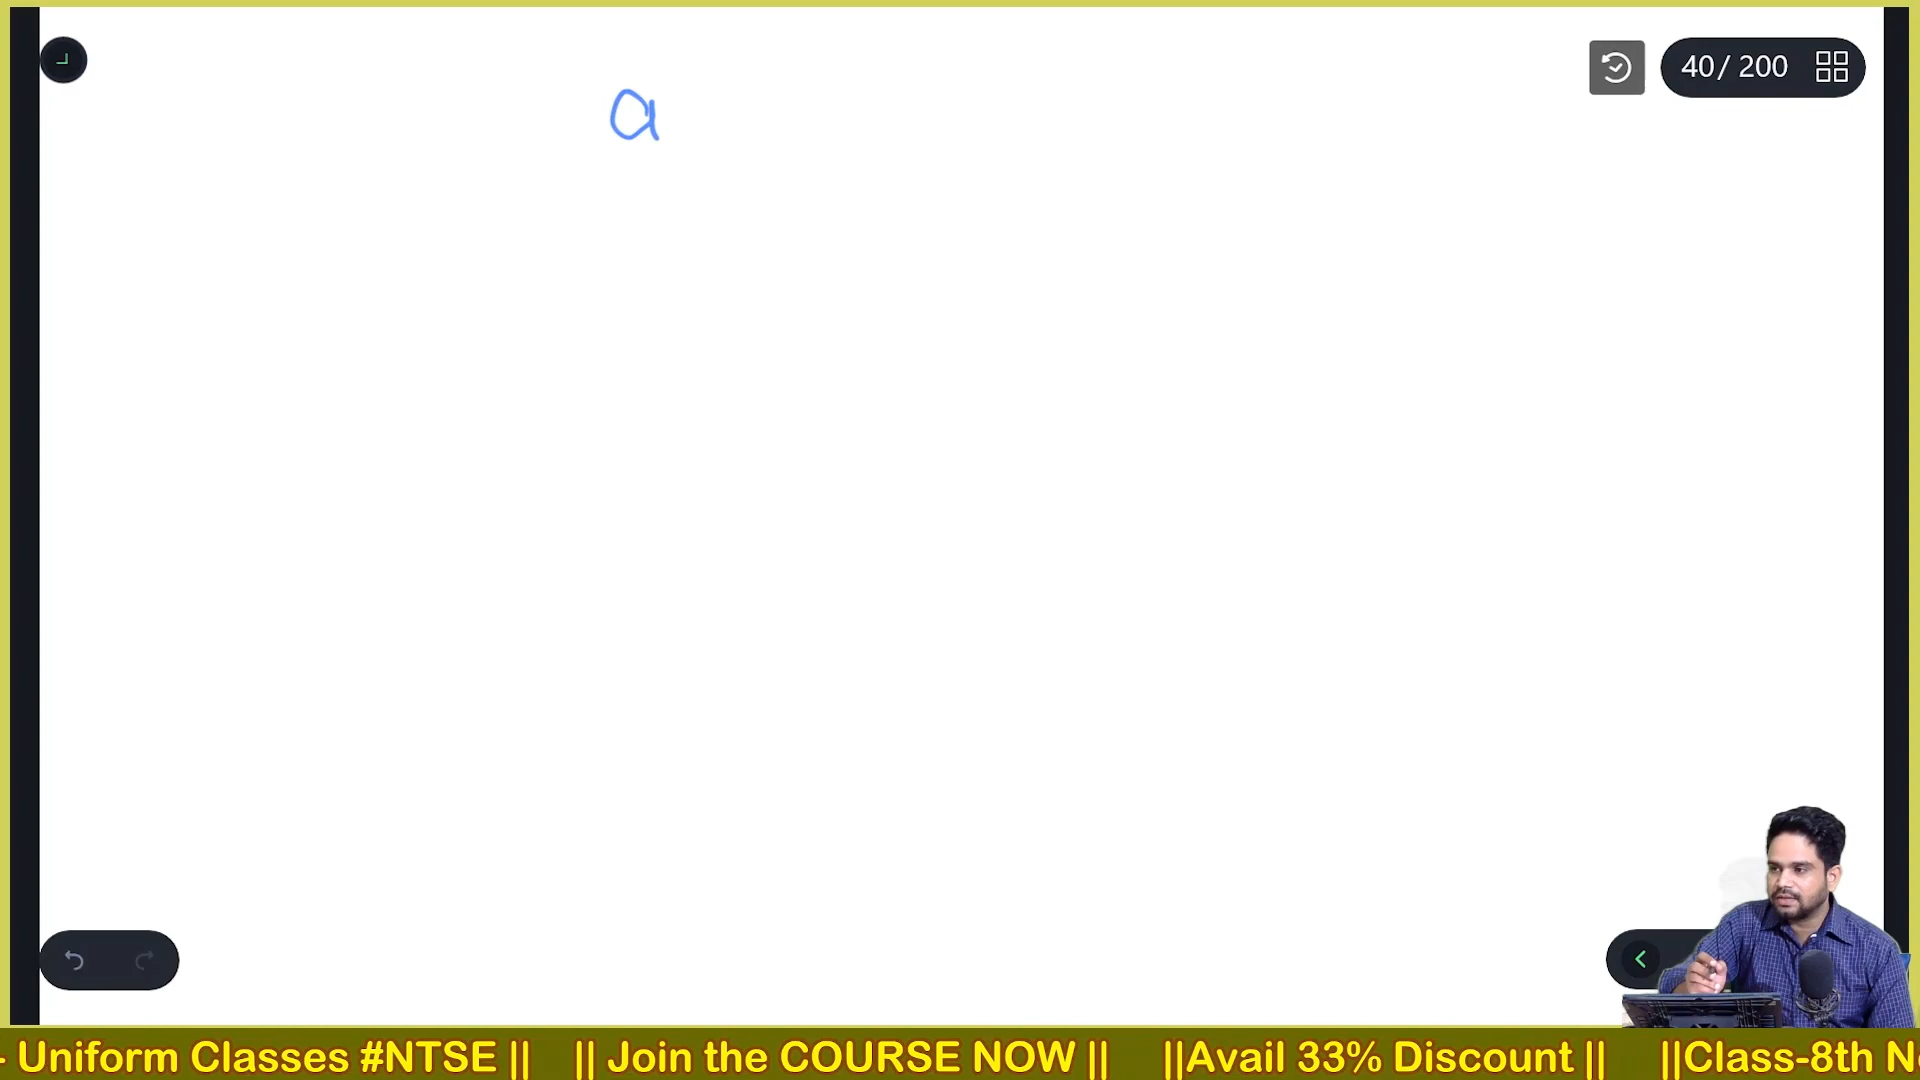 40/ 200
a
- Uniform Classes #NTSE || || Join the COURSE NOW || ||Avail 33% Discount || ||Class-8th